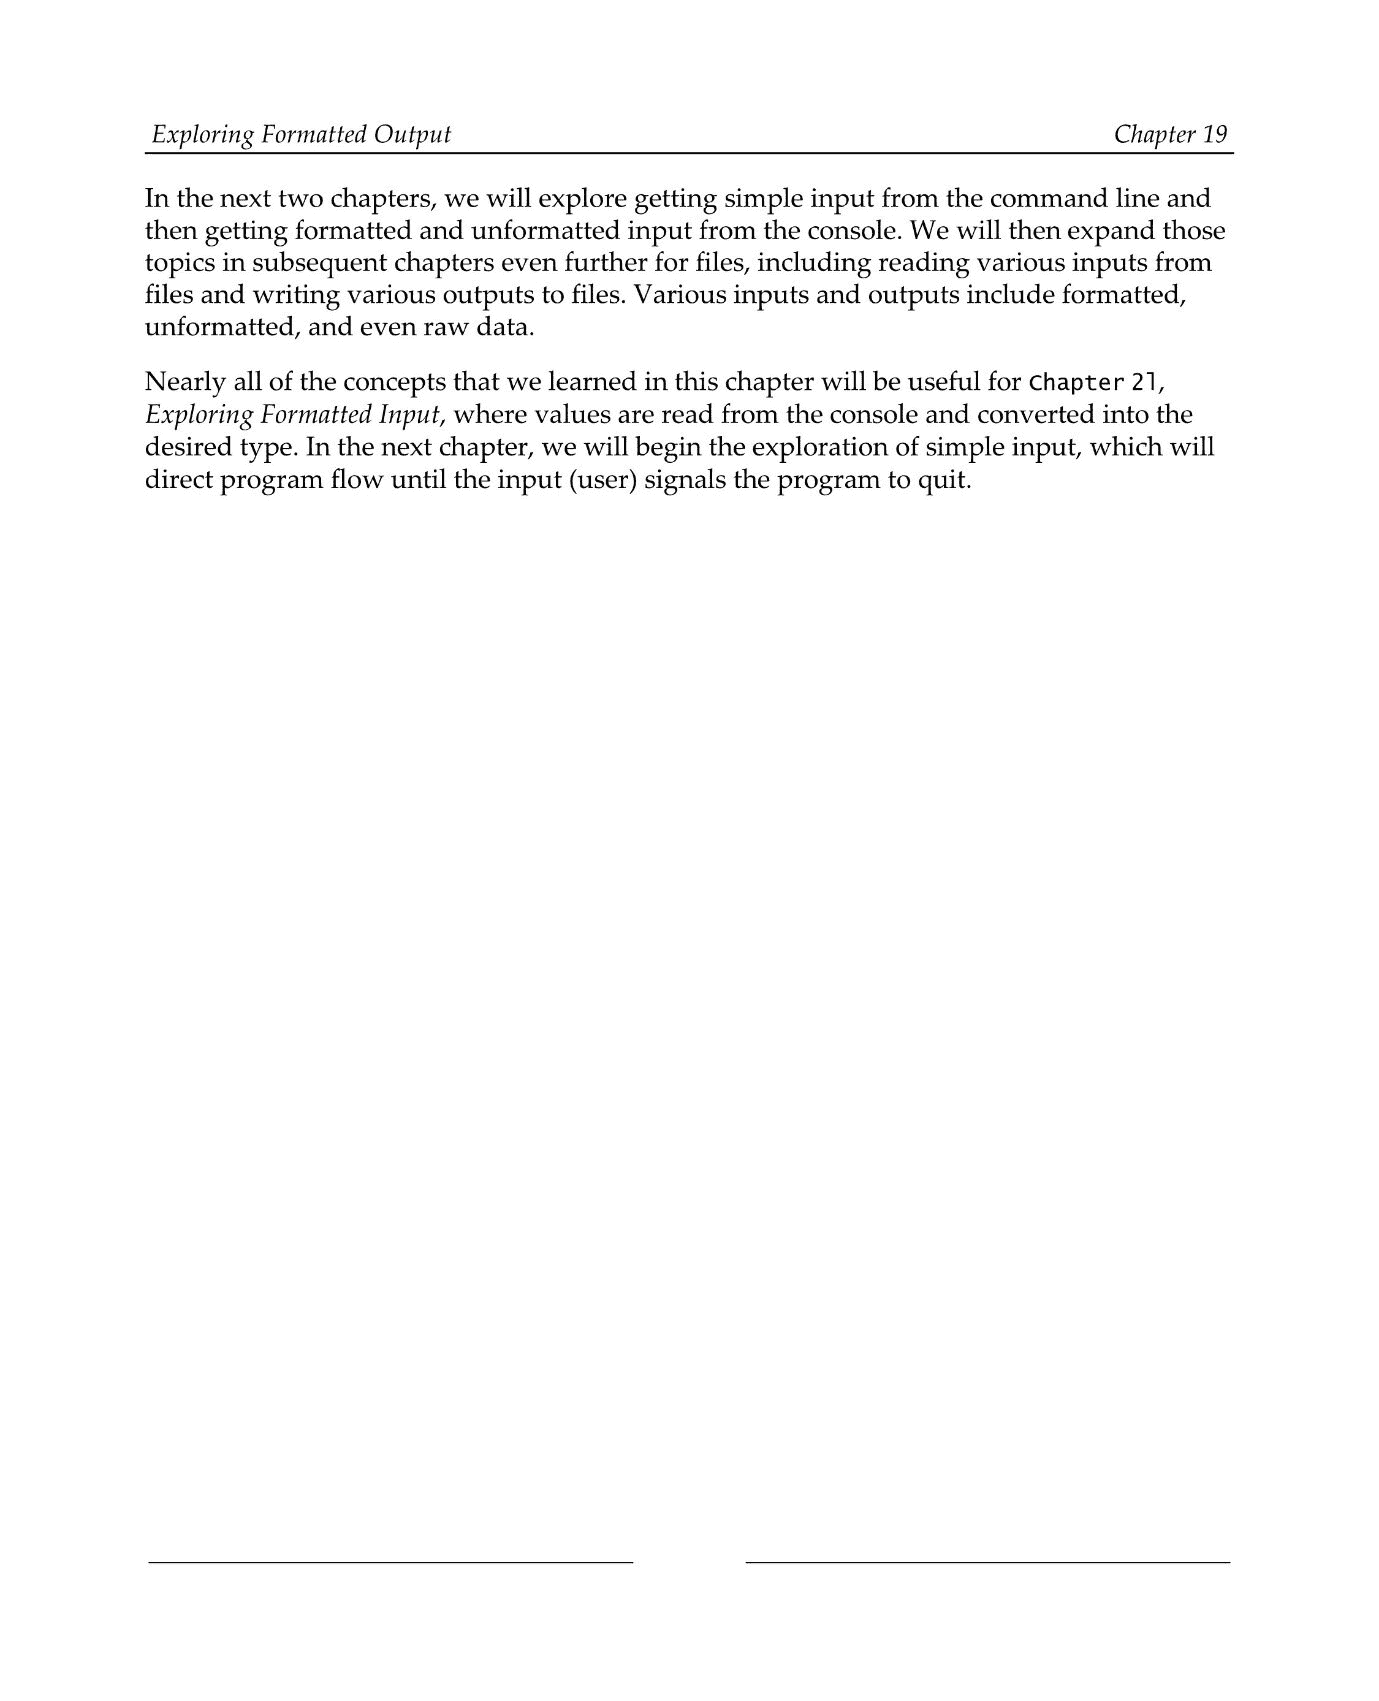 Exploring Formatted Output Chapter 19
In the next two chapters, we will explore getting simple input from the command line and
then getting formatted and unformatted input from the console. We will then expand those
topics in subsequent chapters even further for files, including reading various inputs from
files and writing various outputs to files. Various inputs and outputs include formatted,
unformatted, and even raw data.
Nearly all of the concepts that we learned in this chapter will be useful for Chapter 21,
Exploring Formatted Input, where values are read from the console and converted into the
desired type. In the next chapter, we will begin the exploration of simple input, which will
direct program flow until the input (user) signals the program to quit.